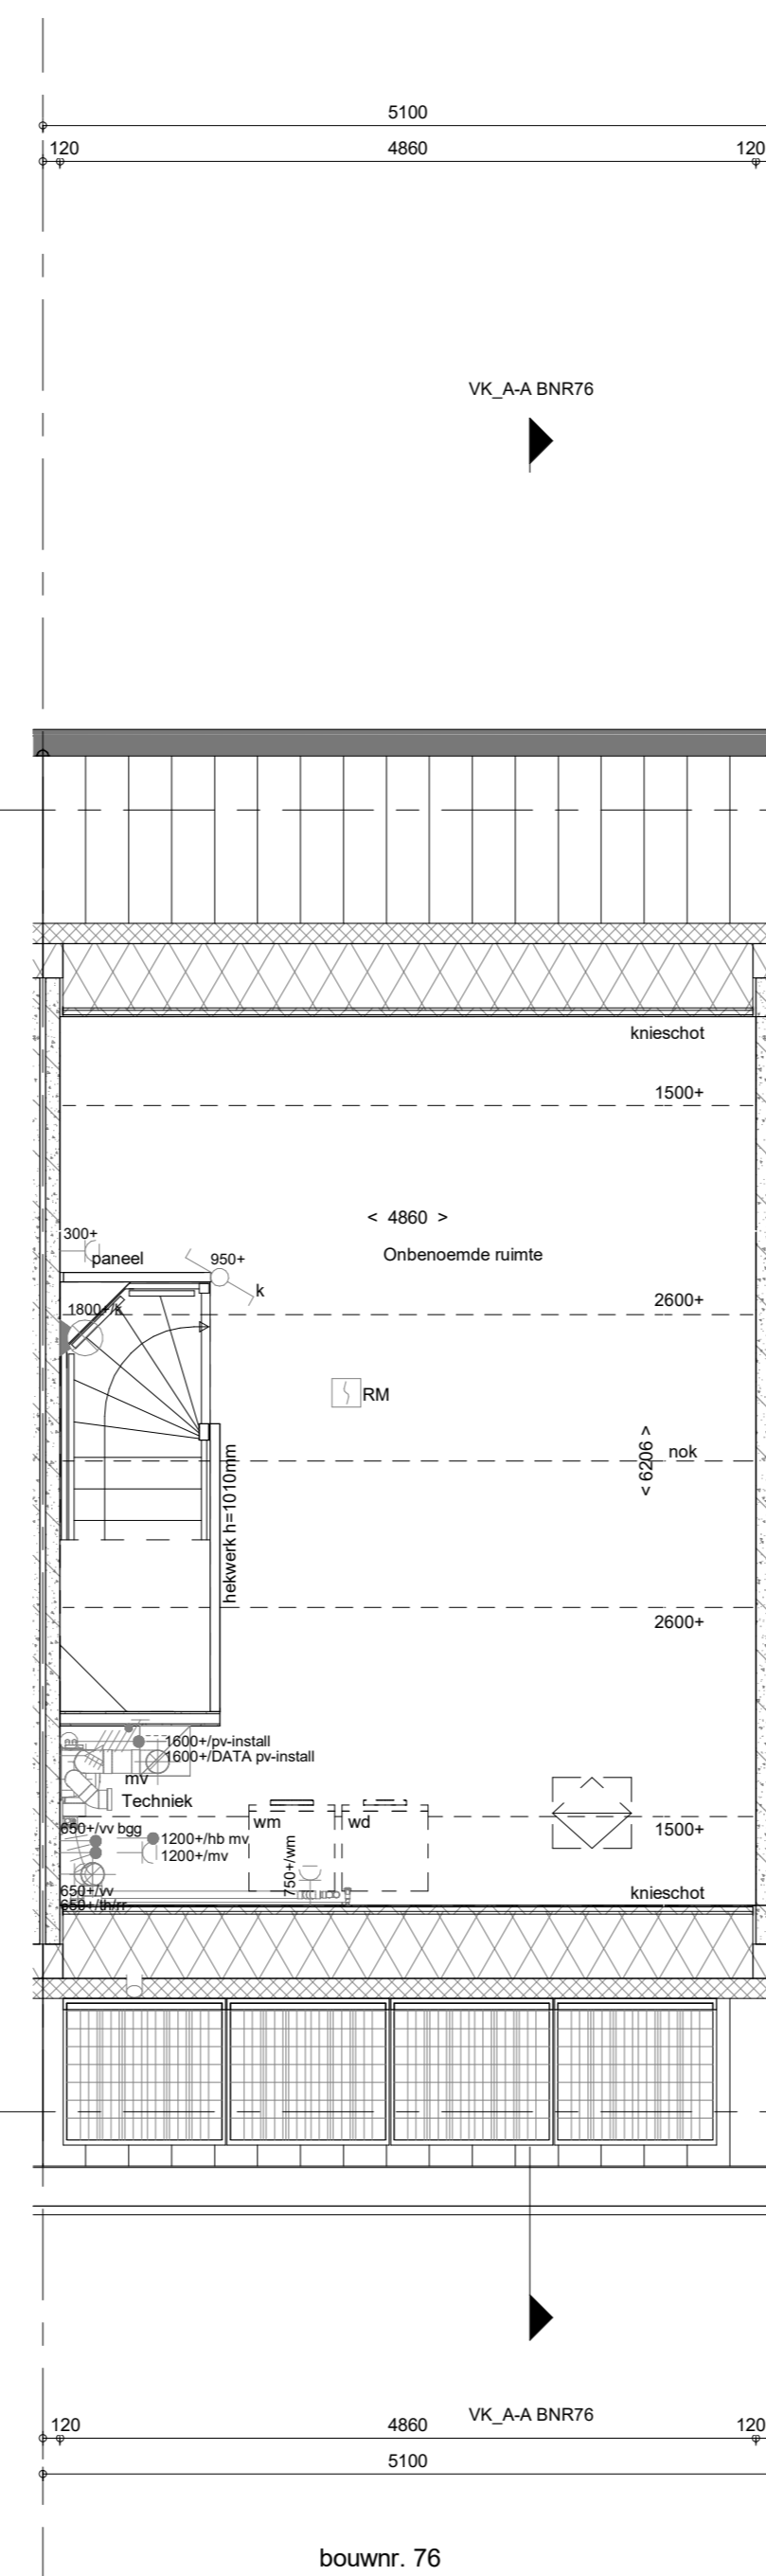 5100
120 4860 120
VK_A-A BNR76
knieschot
1500+
< 4860 >
300+
paneel
950+
Onbenoemde ruimte
k
1800+/k
2600+
RM
nok
< 6206 >
hekwerk h=1010mm
2600+
1600+/pv-install
1600+/DATA pv-install
mv
Techniek
wm
wd
650+/vv bgg
1200+/hb mv
1500+
1200+/mv
750+/wm
650+/vv
650+/th/rr
knieschot
VK_A-A BNR76
120 4860 120
5100
bouwnr. 76